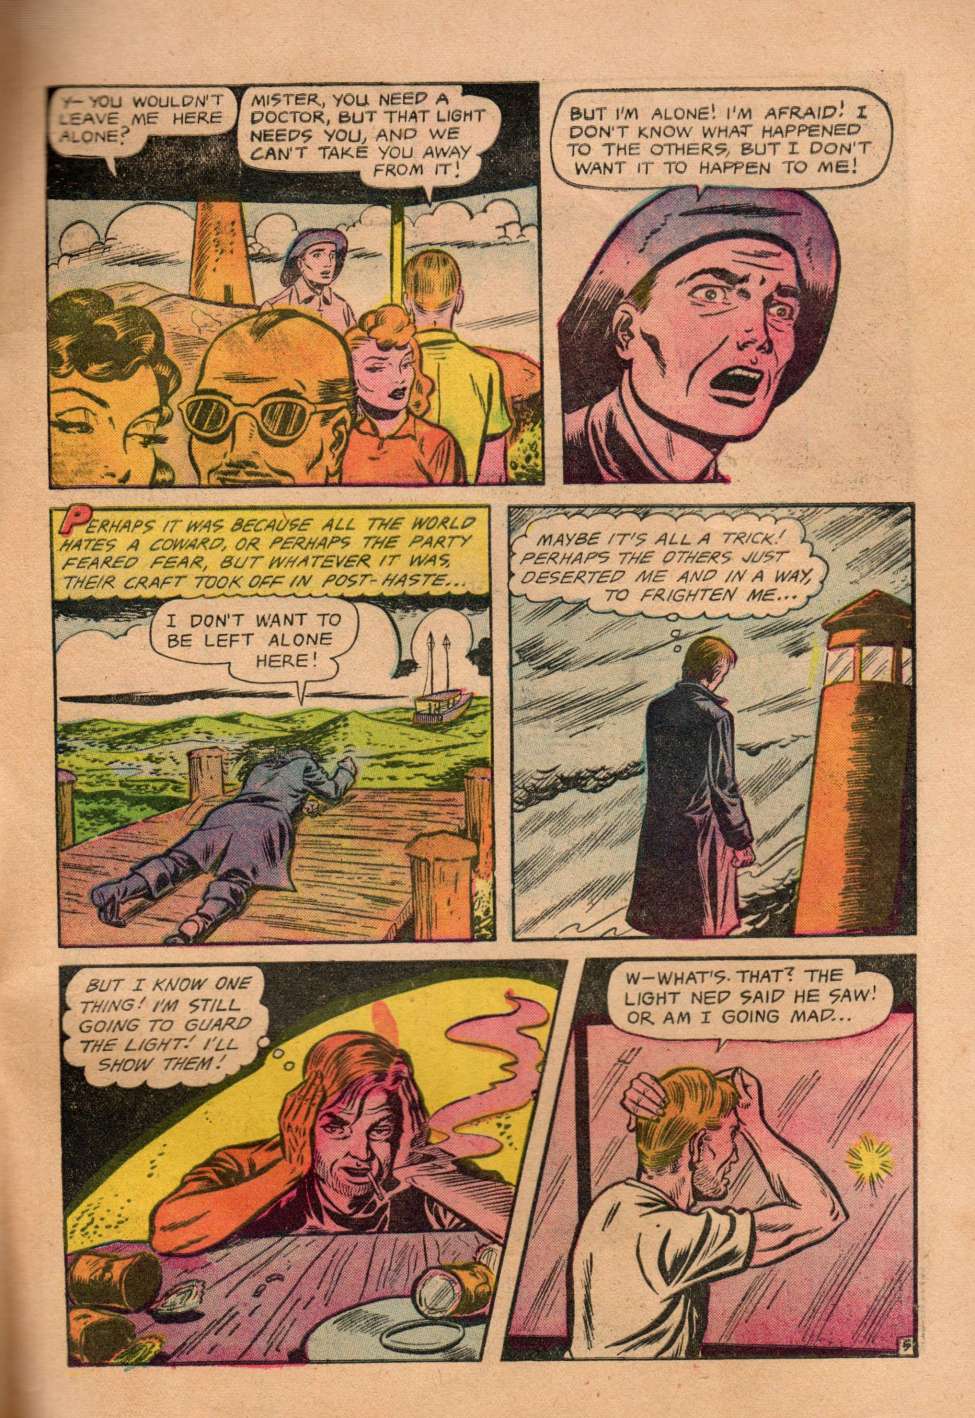 Y-YOU WOULDN'T
LEAVE ME HERE
ALONE?
MISTER, YOU NEED A
DOCTOR, BUT THAT LIGHT
NEEDS YOU, AND WE
CAN'T TAKE YOU AWAY
FROM IT!
BUT I'M ALONE! I'M AFRAID! I
DON'T KNOW WHAT HAPPENED
TO THE OTHERS, BUT I DON'T
WANT IT TO HAPPEN TO ME!
PERHAPS IT WAS BECAUSE ALL THE WORLD
HATES A COWARD, OR PERHAPS THE PARTY
FEARED FEAR, BUT WHATEVER IT WAS,
THEIR CRAFT TOOK OFF IN POST-HASTE...
I DON'T WANT TO
BE LEFT ALONE
HERE!
MAYBE IT'S ALL A TRICK!
PERHAPS THE OTHERS JUST
DESERTED ME AND IN A WAY,
TO FRIGHTEN ME...
BUT I KNOW ONE
THING! I'M STILL
GOING TO GUARD
THE LIGHT! I'LL
SHOW THEM!
W-WHAT'S. THAT? THE
LIGHT NED SAID HE SAW!
OR AM I GOING MAD...
5